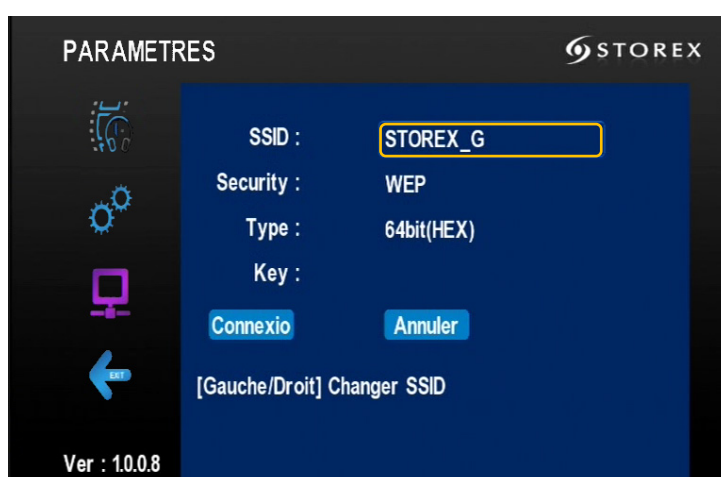 PARAMETRES
STOREX
SSID : STOREX_G
Security : WEP
Type : 64bit(HEX)
Key :
Connexio Annuler
EXT
[Gauche/Droit] Changer SSID
Ver : 1.0.0.8